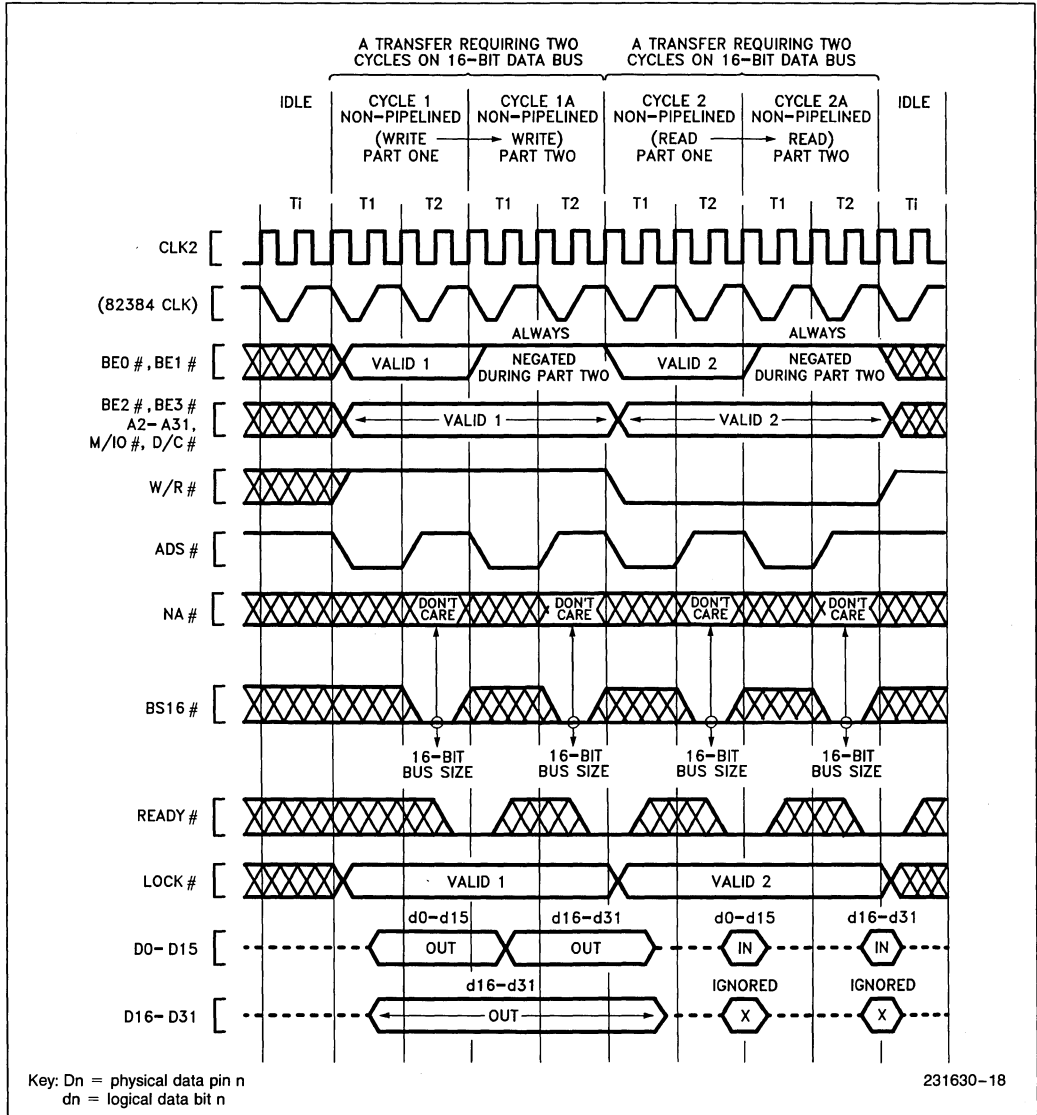 A TRANSFER REQUIRING TWO
CYCLES ON 16-BIT DATA BUS
A TRANSFER REQUIRING TWO
CYCLES ON 16-BIT DATA BUS
IDLE
CYCLE 1
NON-PIPELINED
(WRITE
PART ONE
CYCLE 1A
NON-PIPELINED
WRITE)
PART TWO
CYCLE 2
NON-PIPELINED
(READ
PART ONE
CYCLE 2A
NON-PIPELINED
READ)
PART TWO
IDLE
Ti T1 T2 T1 T2 T1 T2 T1 T2 Ti
CLK2
(82384 CLK)
BE0 #, BE1 #
VALID 1
ALWAYS
NEGATED
DURING PART TWO
VALID 2
ALWAYS
NEGATED
DURING PART TWO
BE2 #, BE3 #
A2-A31,
M/IO #, D/C #
VALID 1 VALID 2
W/R #
ADS #
NA #
DON'T
CARE
DON'T
CARE
DON'T
CARE
DON'T
CARE
BS16 #
16-BIT
BUS SIZE
16-BIT
BUS SIZE
16-BIT
BUS SIZE
16-BIT
BUS SIZE
READY #
LOCK #
VALID 1 VALID 2
d0-d15 d16-d31 d0-d15 d16-d31
D0-D15
OUT OUT IN IN
d16-d31 IGNORED IGNORED
D16-D31
OUT X X
Key: Dn = physical data pin n
dn = logical data bit n
231630-18